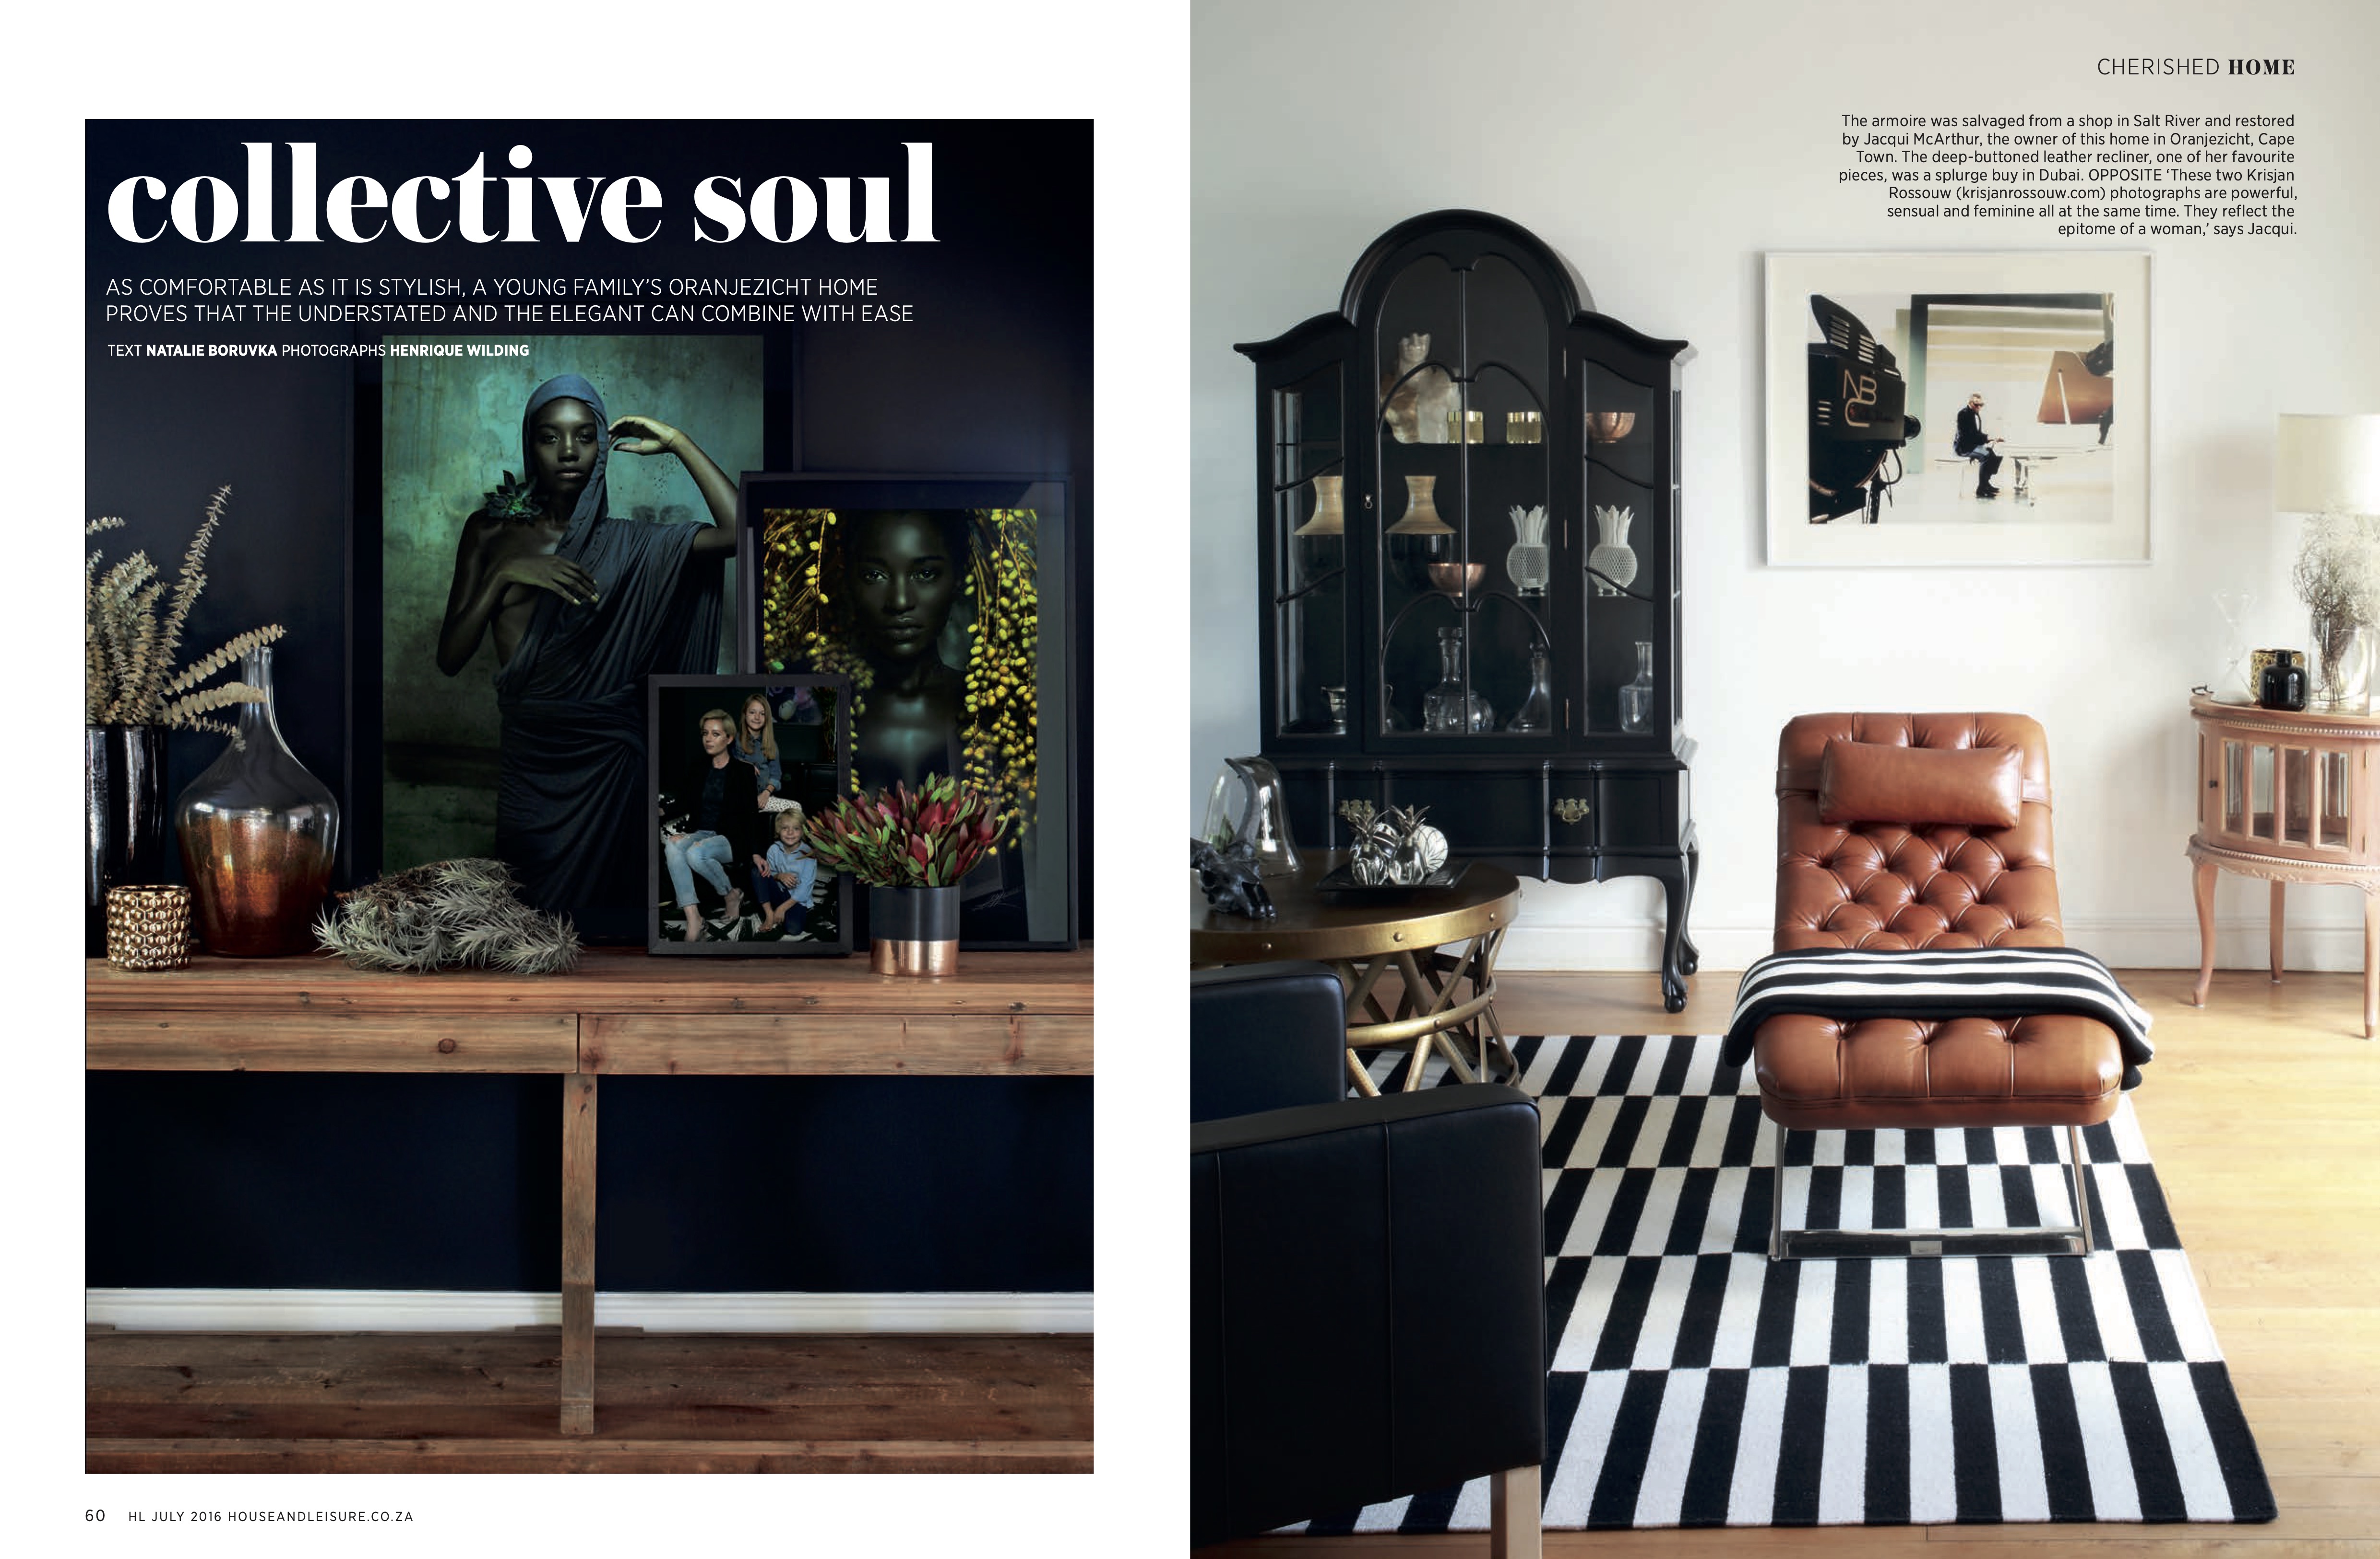 collective soul
AS COMFORTABLE AS IT IS STYLISH, A YOUNG FAMILY'S ORANJEZICHT HOME
PROVES THAT THE UNDERSTATED AND THE ELEGANT CAN COMBINE WITH EASE
TEXT NATALIE BORUVKA PHOTOGRAPHS HENRIQUE WILDING
60 HL JULY 2016 HOUSEANDLEISURE.CO.ZA
CHERISHED HOME
The armoire was salvaged from a shop in Salt River and restored
by Jacqui McArthur, the owner of this home in Oranjezicht, Cape
Town. The deep-buttoned leather recliner, one of her favourite
pieces, was a splurge buy in Dubai. OPPOSITE ‘These two Krisjan
Rossouw (krisjanrossouw.com) photographs are powerful,
sensual and feminine all at the same time. They reflect the
epitome of a woman,’ says Jacqui.
NBC